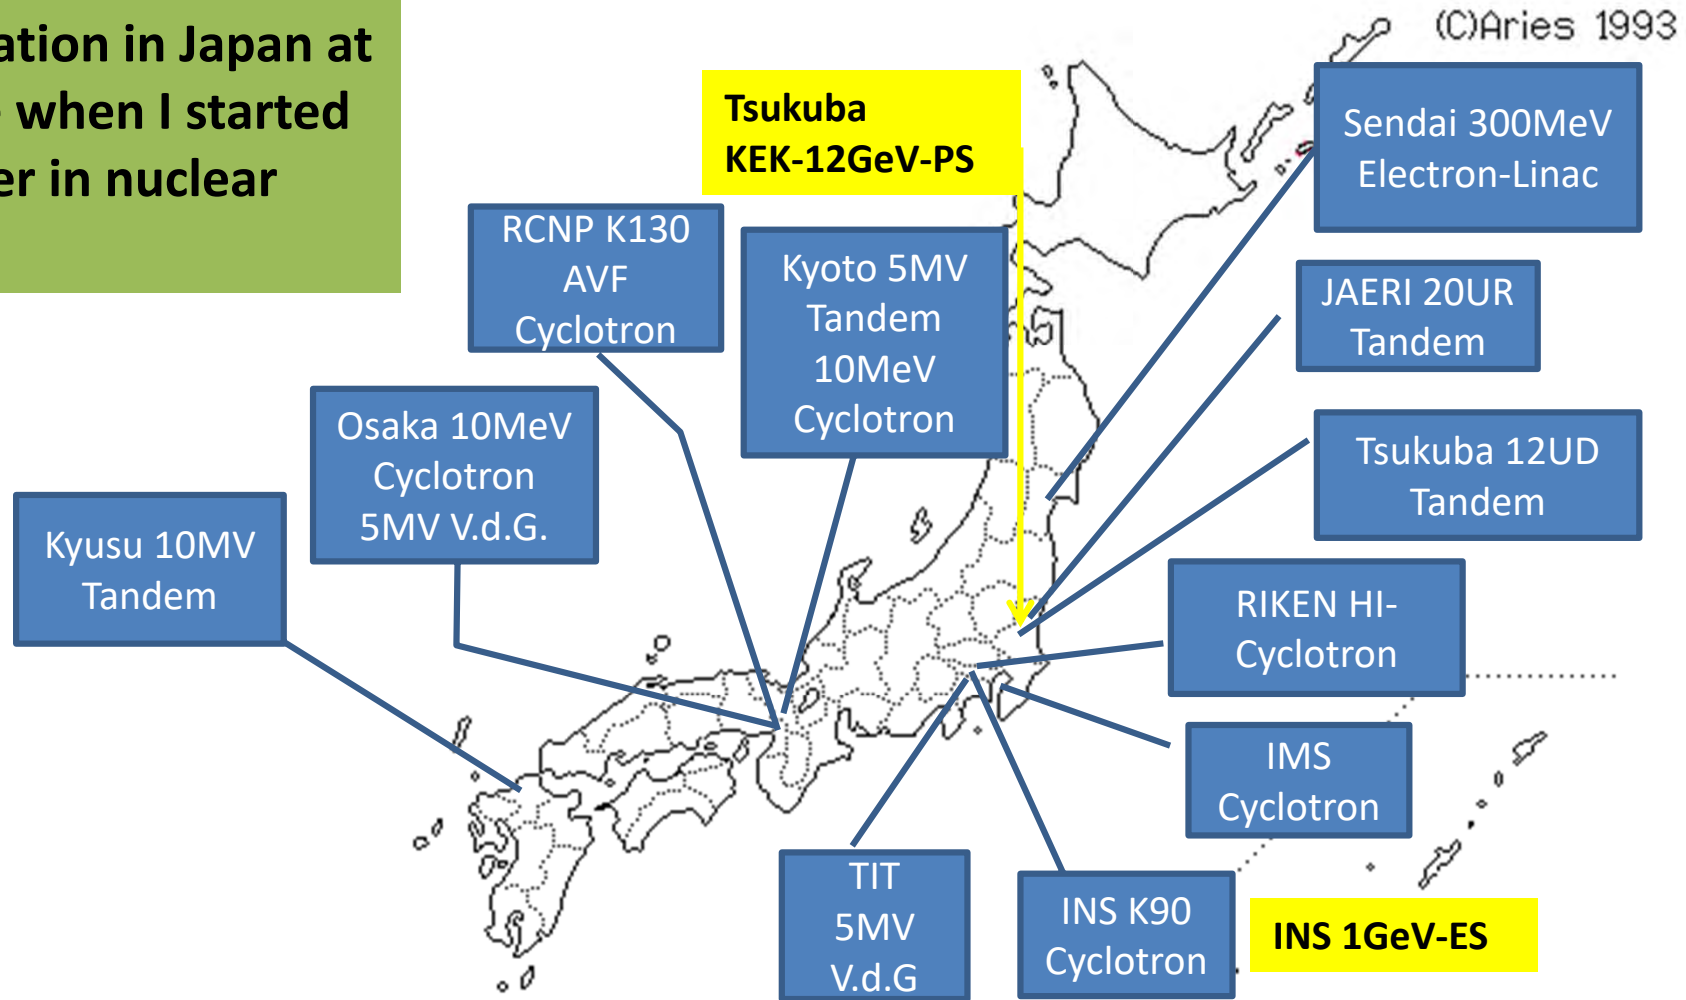 ation in Japan at
when I started
er in nuclear
(C)Aries 1993
Tsukuba
KEK-12GeV-PS
Sendai 300MeV
Electron-Linac
RCNP K130
AVF
Cyclotron
Kyoto 5MV
Tandem
10MeV
Cyclotron
JAERI 20UR
Tandem
Osaka 10MeV
Cyclotron
5MV V.d.G.
Tsukuba 12UD
Tandem
Kyusu 10MV
Tandem
RIKEN HI-
Cyclotron
IMS
Cyclotron
TIT
5MV
V.d.G
INS K90
Cyclotron
INS 1GeV-ES